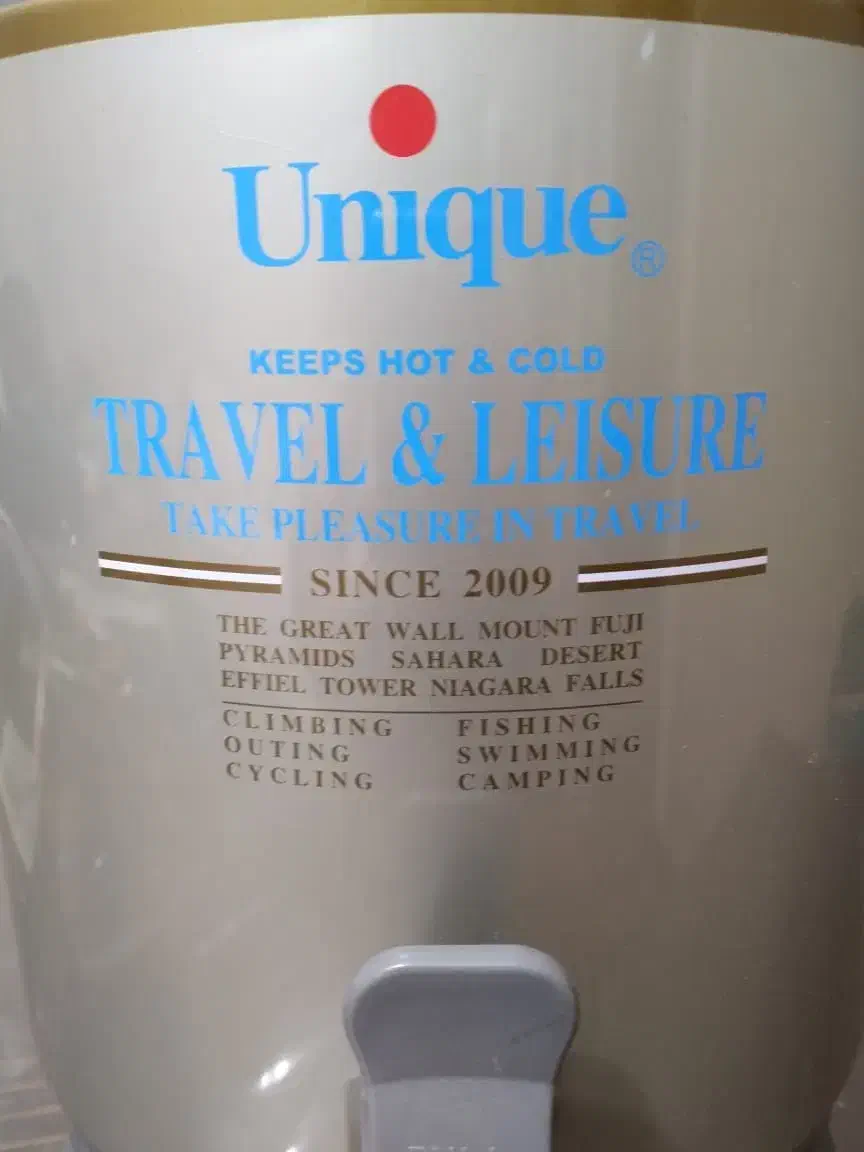 Unique®
KEEPS HOT & COLD
TRAVEL & LEISURE
TAKE PLEASURE IN TRAVEL
SINCE 2009
THE GREAT WALL MOUNT FUJI
PYRAMIDS SAHARA DESERT
EFFIEL TOWER NIAGARA FALLS
CLIMBING FISHING
OUTING SWIMMING
CYCLING CAMPING